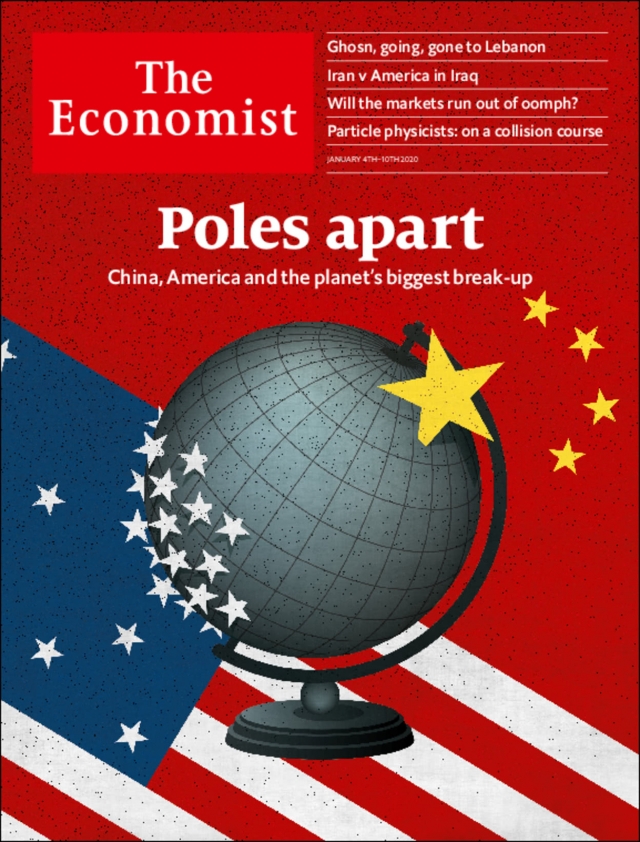 The
Economist
Ghosn, going, gone to Lebanon
Iran v America in Iraq
Will the markets run out of oomph?
Particle physicists: on a collision course
JANUARY 4TH–10TH 2020
Poles apart
China, America and the planet's biggest break-up